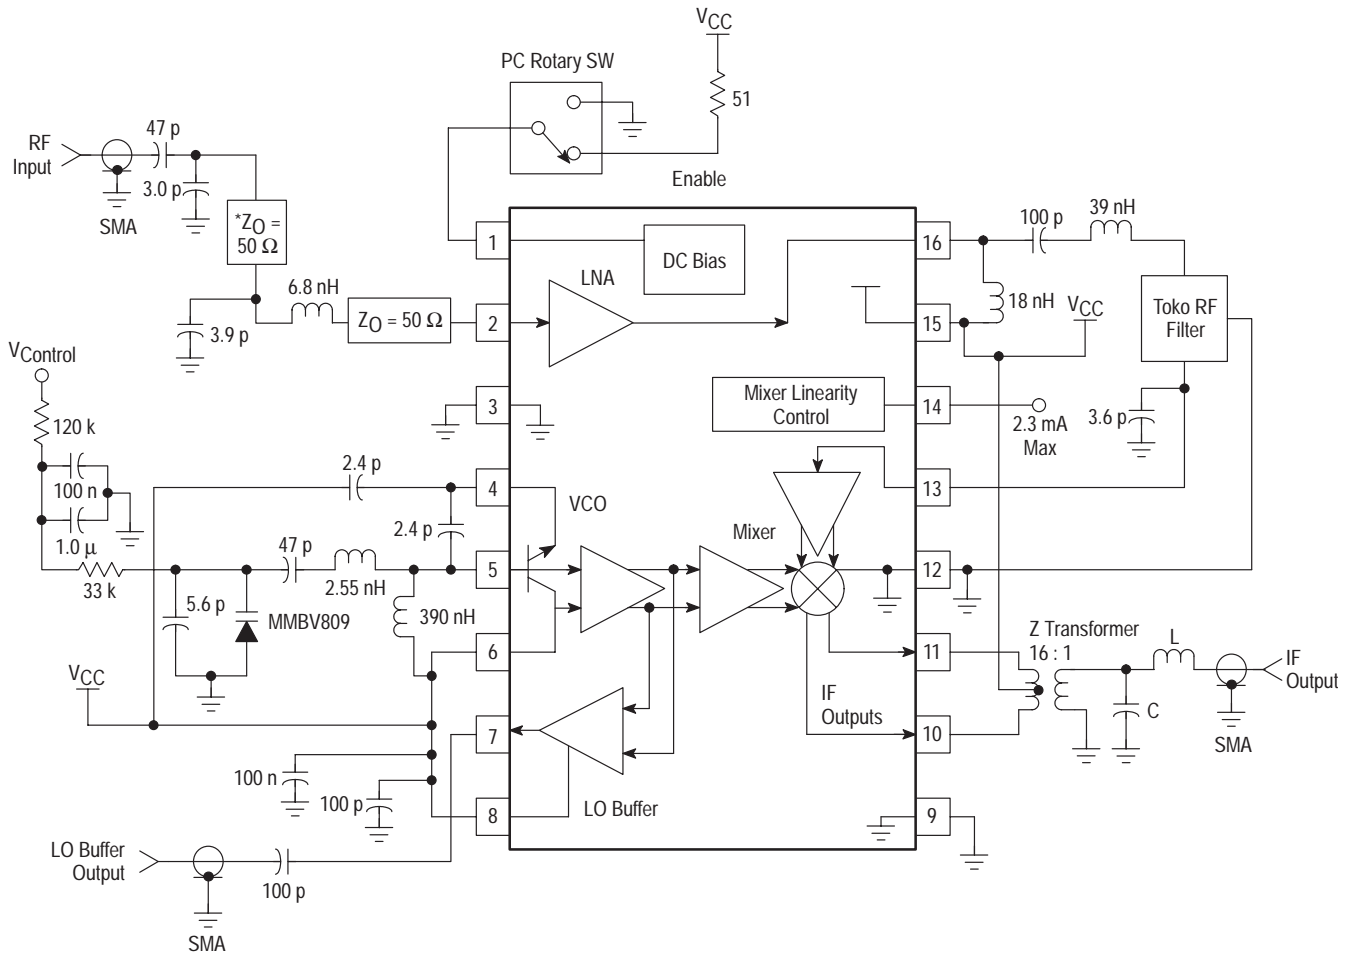 VCC
PC Rotary SW
51
Enable
RF
Input
47 p
3.0 p
SMA
*ZO =
50 Ω
6.8 nH
3.9 p
ZO = 50 Ω
VControl
120 k
100 n
1.0 μ
33 k
5.6 p
MMBV809
47 p
2.55 nH
390 nH
2.4 p
2.4 p
VCC
100 n
100 p
LO Buffer
Output
100 p
SMA
1
2
3
4
5
6
7
8
DC Bias
LNA
Mixer Linearity
Control
VCO
Mixer
IF
Outputs
LO Buffer
16
15
14
13
12
11
10
9
100 p
39 nH
18 nH
VCC
Toko RF
Filter
3.6 p
2.3 mA
Max
Z Transformer
16 : 1
L
C
IF
Output
SMA